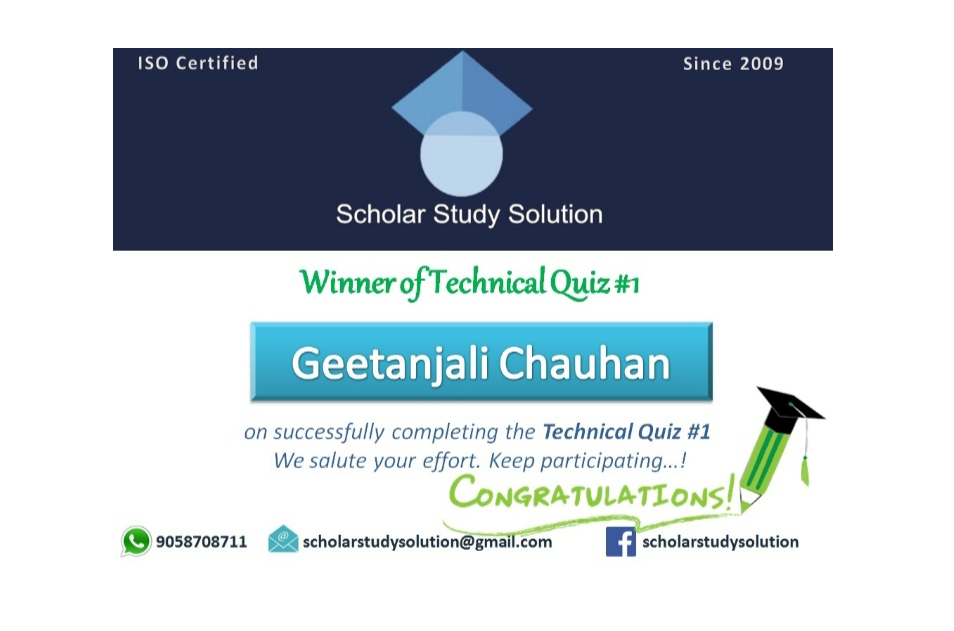 ISO Certified
Since 2009
Scholar Study Solution
Winner of Technical Quiz #1
Geetanjali Chauhan
on successfully completing the Technical Quiz #1
We salute your effort. Keep participating...!
CONGRATULATIONS!
9058708711 @ scholarstudysolution@gmail.com f scholarstudysolution